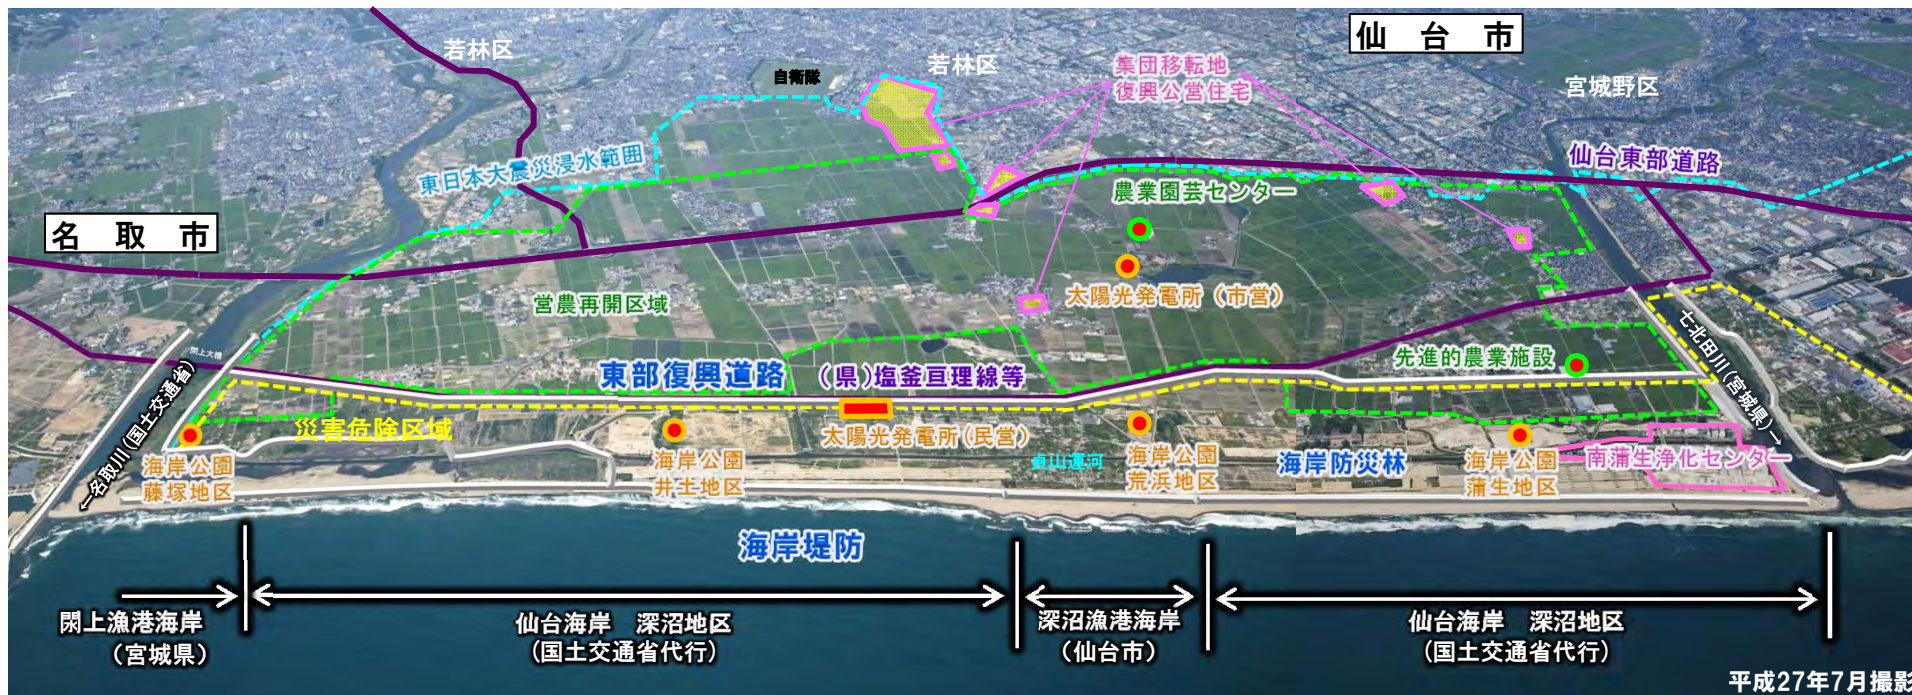 仙台市
若林区
若林区
自衛隊
集団移転地
復興公営住宅
宮城野区
東日本大震災浸水範囲
仙台東部道路
農業園芸センター
名取市
太陽光発電所（市営）
営農再開区域
七北田川（宮城県）→
閖上大橋
先進的農業施設
東部復興道路
（県）塩釜亘理線等
←名取川（国土交通省）
災害危険区域
太陽光発電所（民営）
海岸公園
藤塚地区
海岸公園
井土地区
貞山運河
海岸公園
荒浜地区
海岸防災林
海岸公園
蒲生地区
南蒲生浄化センター
海岸堤防
閖上漁港海岸
（宮城県）
仙台海岸　深沼地区
（国土交通省代行）
深沼漁港海岸
（仙台市）
仙台海岸　深沼地区
（国土交通省代行）
平成27年7月撮影